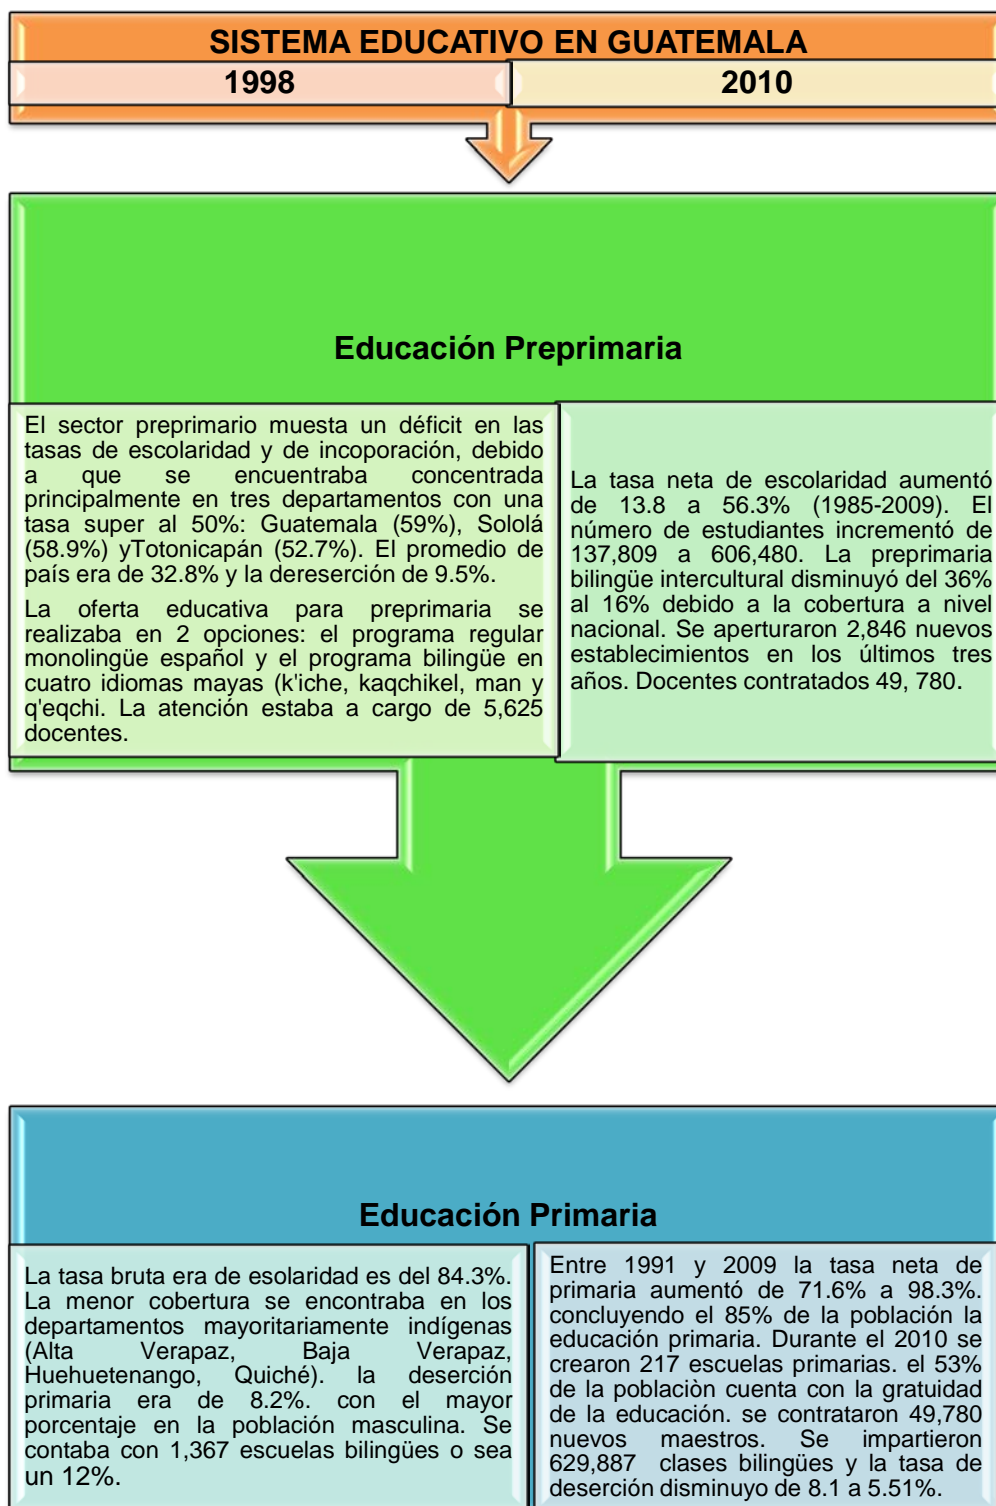 SISTEMA EDUCATIVO EN GUATEMALA
1998
2010
Educación Preprimaria
El sector preprimario muesta un déficit en las
tasas de escolaridad y de incoporación, debido
a que se encuentraba concentrada
principalmente en tres departamentos con una
tasa super al 50%: Guatemala (59%), Sololá
(58.9%) yTotonicapán (52.7%). El promedio de
país era de 32.8% y la dereserción de 9.5%.
La oferta educativa para preprimaria se
realizaba en 2 opciones: el programa regular
monolingüe español y el programa bilingüe en
cuatro idiomas mayas (k'iche, kaqchikel, man y
q'eqchi. La atención estaba a cargo de 5,625
docentes.
La tasa neta de escolaridad aumentó
de 13.8 a 56.3% (1985-2009). El
número de estudiantes incrementó de
137,809 a 606,480. La preprimaria
bilingüe intercultural disminuyó del 36%
al 16% debido a la cobertura a nivel
nacional. Se aperturaron 2,846 nuevos
establecimientos en los últimos tres
años. Docentes contratados 49, 780.
Educación Primaria
La tasa bruta era de esolaridad es del 84.3%.
La menor cobertura se encontraba en los
departamentos mayoritariamente indígenas
(Alta Verapaz, Baja Verapaz,
Huehuetenango, Quiché). la deserción
primaria era de 8.2%. con el mayor
porcentaje en la población masculina. Se
contaba con 1,367 escuelas bilingües o sea
un 12%.
Entre 1991 y 2009 la tasa neta de
primaria aumentó de 71.6% a 98.3%.
concluyendo el 85% de la población la
educación primaria. Durante el 2010 se
crearon 217 escuelas primarias. el 53%
de la poblaciòn cuenta con la gratuidad
de la educación. se contrataron 49,780
nuevos maestros. Se impartieron
629,887 clases bilingües y la tasa de
deserción disminuyo de 8.1 a 5.51%.